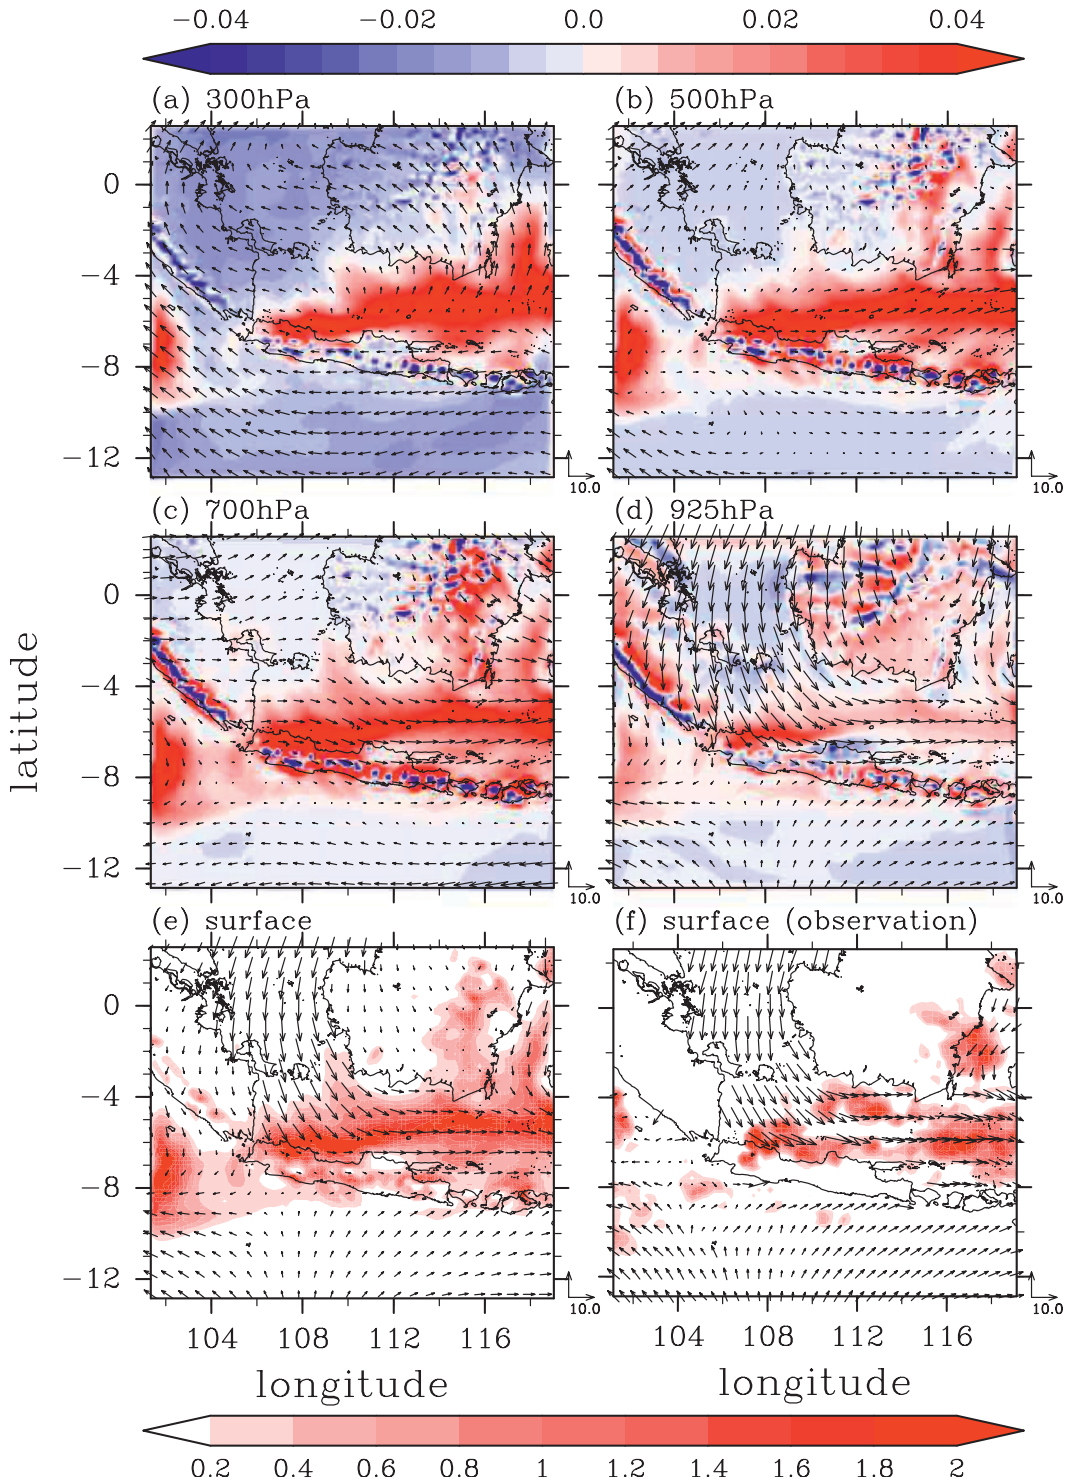 −0.04 −0.02 0.0 0.02 0.04
(a) 300hPa
(b) 500hPa
0
−4
−8
−12
10.0
10.0
(c) 700hPa
(d) 925hPa
0
−4
−8
−12
10.0
10.0
latitude
(e) surface
(f) surface (observation)
0
−4
−8
−12
10.0
10.0
104 108 112 116
104 108 112 116
longitude
longitude
0.2 0.4 0.6 0.8 1 1.2 1.4 1.6 1.8 2